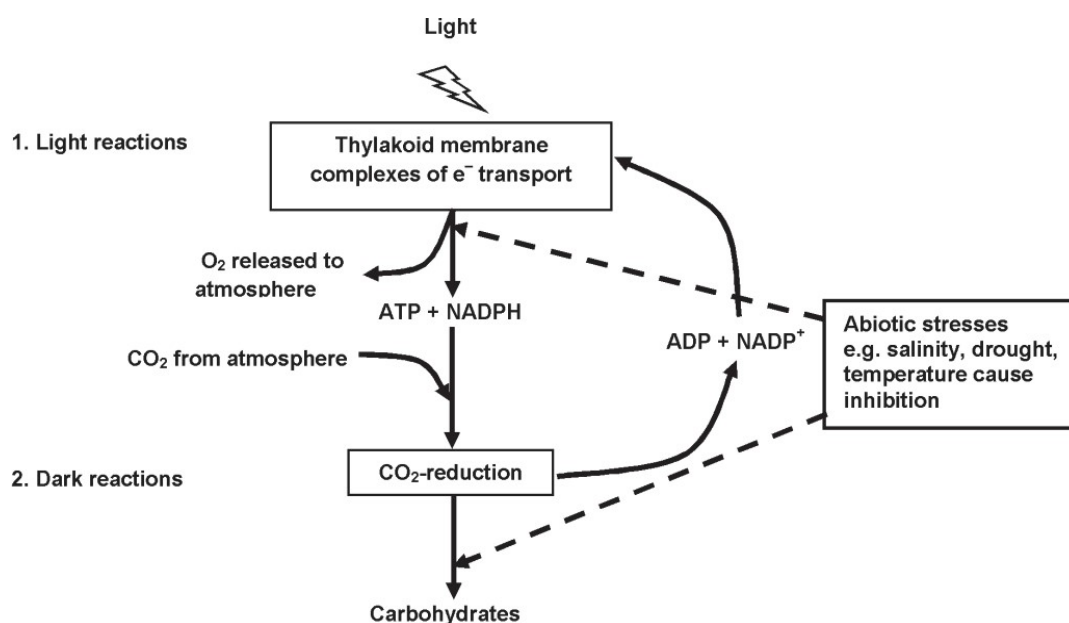 Light
1. Light reactions
Thylakoid membrane
complexes of e⁻ transport
O₂ released to
atmosphere
ATP + NADPH
CO₂ from atmosphere
ADP + NADP⁺
Abiotic stresses
e.g. salinity, drought,
temperature cause
inhibition
2. Dark reactions
CO₂-reduction
Carbohydrates